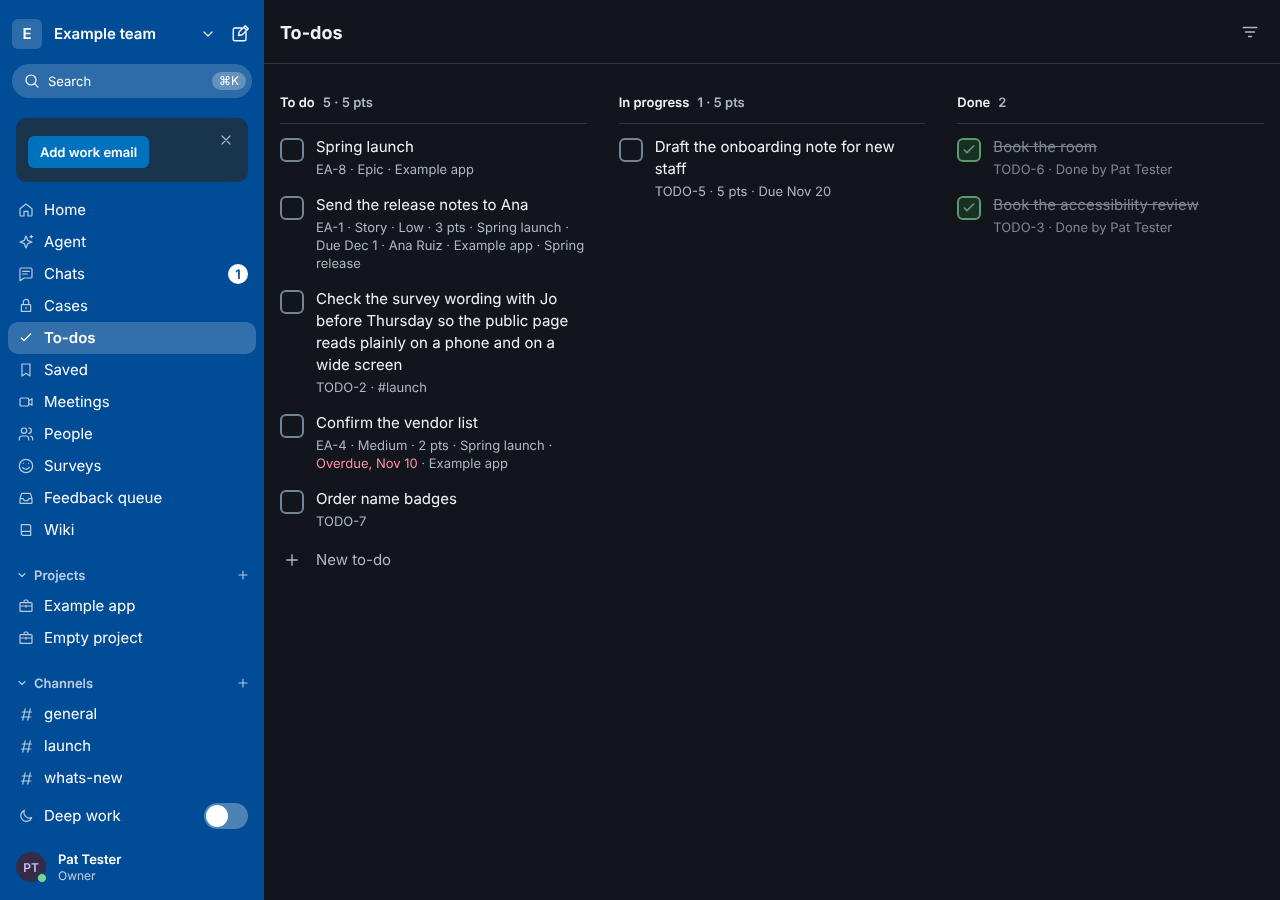 E
Example team
Search
⌘K
Add work email
Home
Agent
Chats
1
Cases
To-dos
Saved
Meetings
People
Surveys
Feedback queue
Wiki
Projects
Example app
Empty project
Channels
# general
# launch
# whats-new
Deep work
PT
Pat Tester
Owner
To-dos
To do 5 · 5 pts
Spring launch
EA-8 · Epic · Example app
Send the release notes to Ana
EA-1 · Story · Low · 3 pts · Spring launch ·
Due Dec 1 · Ana Ruiz · Example app · Spring
release
Check the survey wording with Jo
before Thursday so the public page
reads plainly on a phone and on a
wide screen
TODO-2 · #launch
Confirm the vendor list
EA-4 · Medium · 2 pts · Spring launch ·
Overdue, Nov 10 · Example app
Order name badges
TODO-7
New to-do
In progress 1 · 5 pts
Draft the onboarding note for new
staff
TODO-5 · 5 pts · Due Nov 20
Done 2
Book the room
TODO-6 · Done by Pat Tester
Book the accessibility review
TODO-3 · Done by Pat Tester